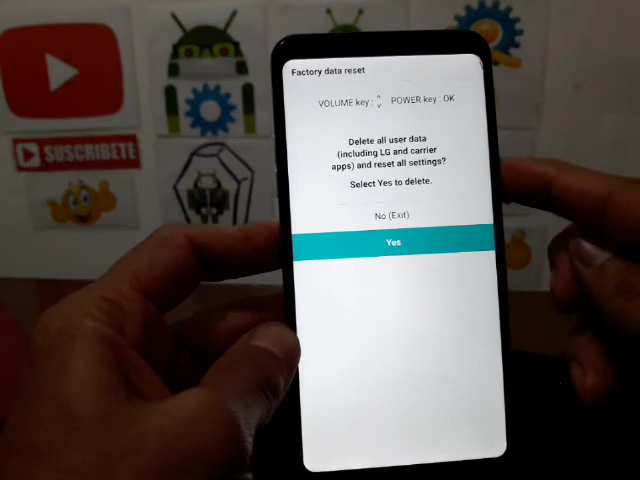 SUSCRIBETE
Factory data reset
VOLUME key : POWER key : OK
Delete all user data
(including LG and carrier
apps) and reset all settings?
Select Yes to delete.
No (Exit)
Yes